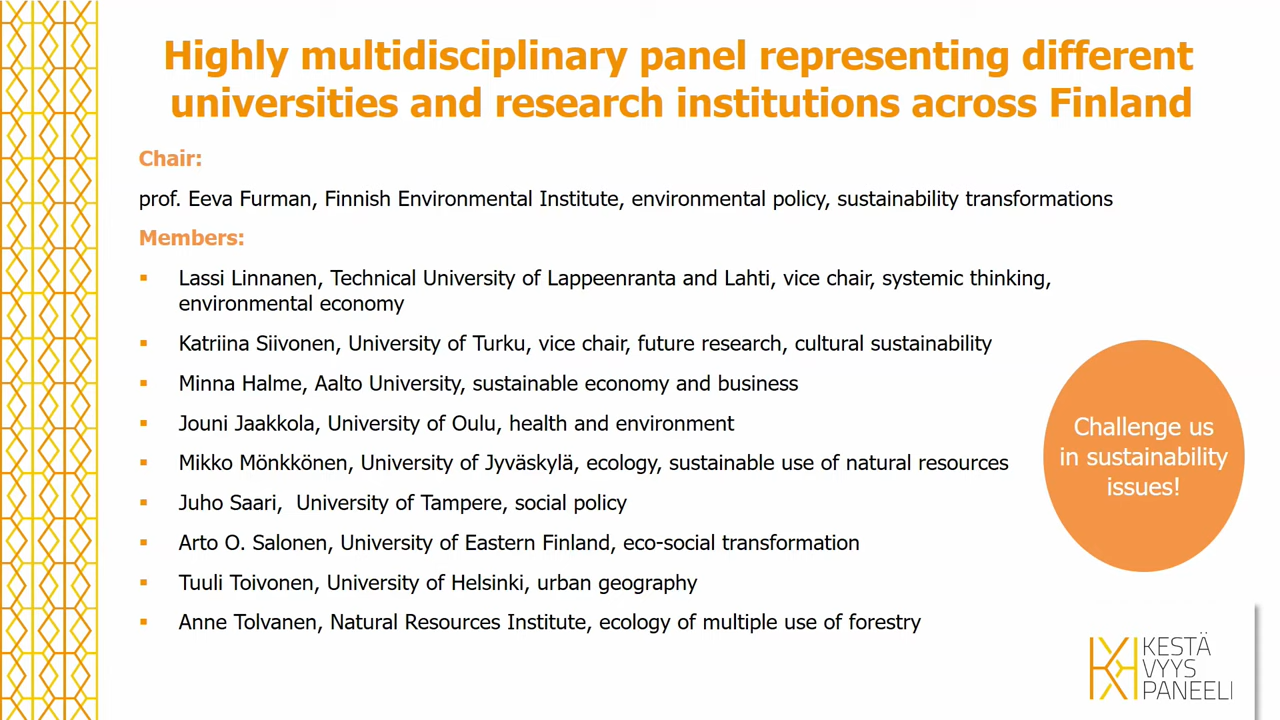 Highly multidisciplinary panel representing different
universities and research institutions across Finland
Chair:
prof. Eeva Furman, Finnish Environmental Institute, environmental policy, sustainability transformations
Members:
▪ Lassi Linnanen, Technical University of Lappeenranta and Lahti, vice chair, systemic thinking,
environmental economy
▪ Katriina Siivonen, University of Turku, vice chair, future research, cultural sustainability
▪ Minna Halme, Aalto University, sustainable economy and business
▪ Jouni Jaakkola, University of Oulu, health and environment
▪ Mikko Mönkkönen, University of Jyväskylä, ecology, sustainable use of natural resources
▪ Juho Saari,  University of Tampere, social policy
▪ Arto O. Salonen, University of Eastern Finland, eco-social transformation
▪ Tuuli Toivonen, University of Helsinki, urban geography
▪ Anne Tolvanen, Natural Resources Institute, ecology of multiple use of forestry
Challenge us
in sustainability
issues!
KESTÄ
VYYS
PANEELI